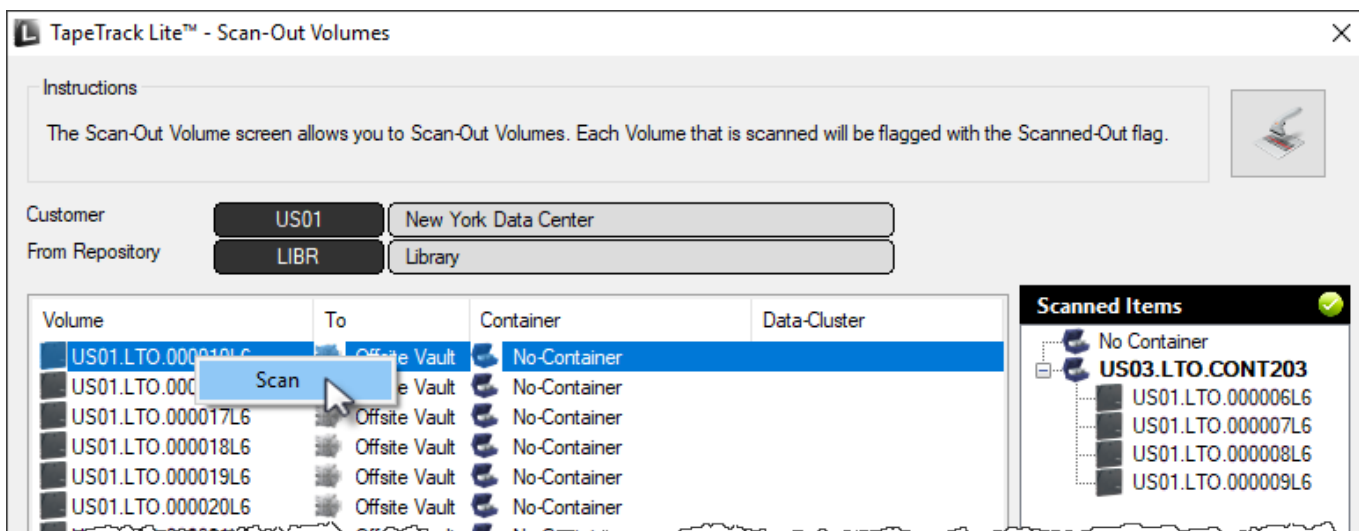 TapeTrack Lite™ - Scan-Out Volumes
Instructions
The Scan-Out Volume screen allows you to Scan-Out Volumes. Each Volume that is scanned will be flagged with the Scanned-Out flag.
Customer US01 New York Data Center
From Repository LIBR Library
Volume To Container Data-Cluster
Offsite Vault No-Container
Scan
US01.LTO.000 Vault No-Container
US01.LTO.000017L6 Offsite Vault No-Container
US01.LTO.000018L6 Offsite Vault No-Container
US01.LTO.000019L6 Offsite Vault No-Container
US01.LTO.000020L6 Offsite Vault No-Container
Scanned Items
No Container
US03.LTO.CONT203
US01.LTO.000006L6
US01.LTO.000007L6
US01.LTO.000008L6
US01.LTO.000009L6